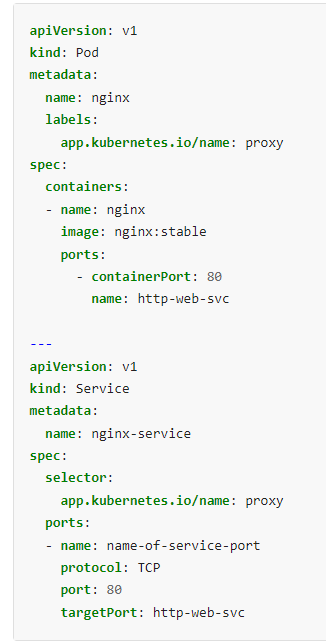 apiVersion: v1
kind: Pod
metadata:
  name: nginx
  labels:
    app.kubernetes.io/name: proxy
spec:
  containers:
  - name: nginx
    image: nginx:stable
    ports:
      - containerPort: 80
        name: http-web-svc

---
apiVersion: v1
kind: Service
metadata:
  name: nginx-service
spec:
  selector:
    app.kubernetes.io/name: proxy
  ports:
  - name: name-of-service-port
    protocol: TCP
    port: 80
    targetPort: http-web-svc